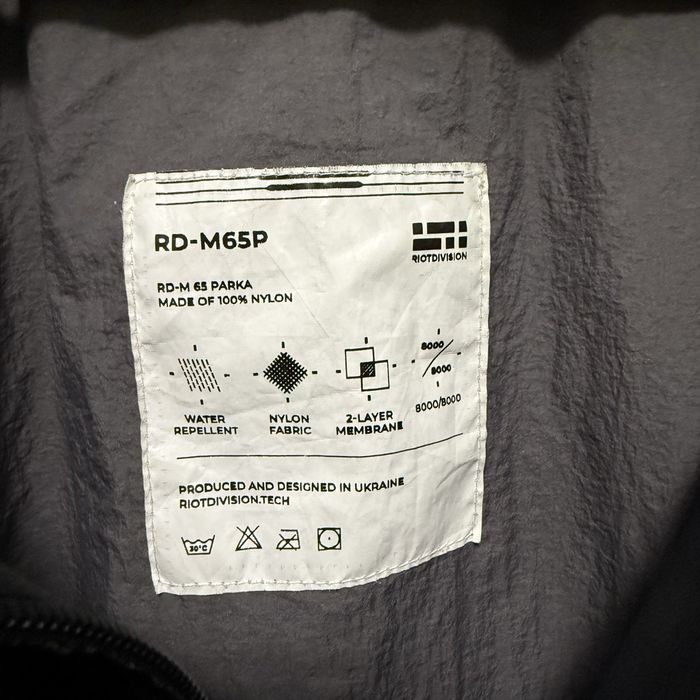 RD-M65P
RIOTDIVISION
RD-M 65 PARKA
MADE OF 100% NYLON
8000
8000
WATER
REPELLENT
NYLON
FABRIC
2-LAYER
MEMBRANE
8000/8000
PRODUCED AND DESIGNED IN UKRAINE
RIOTDIVISION.TECH
30°C